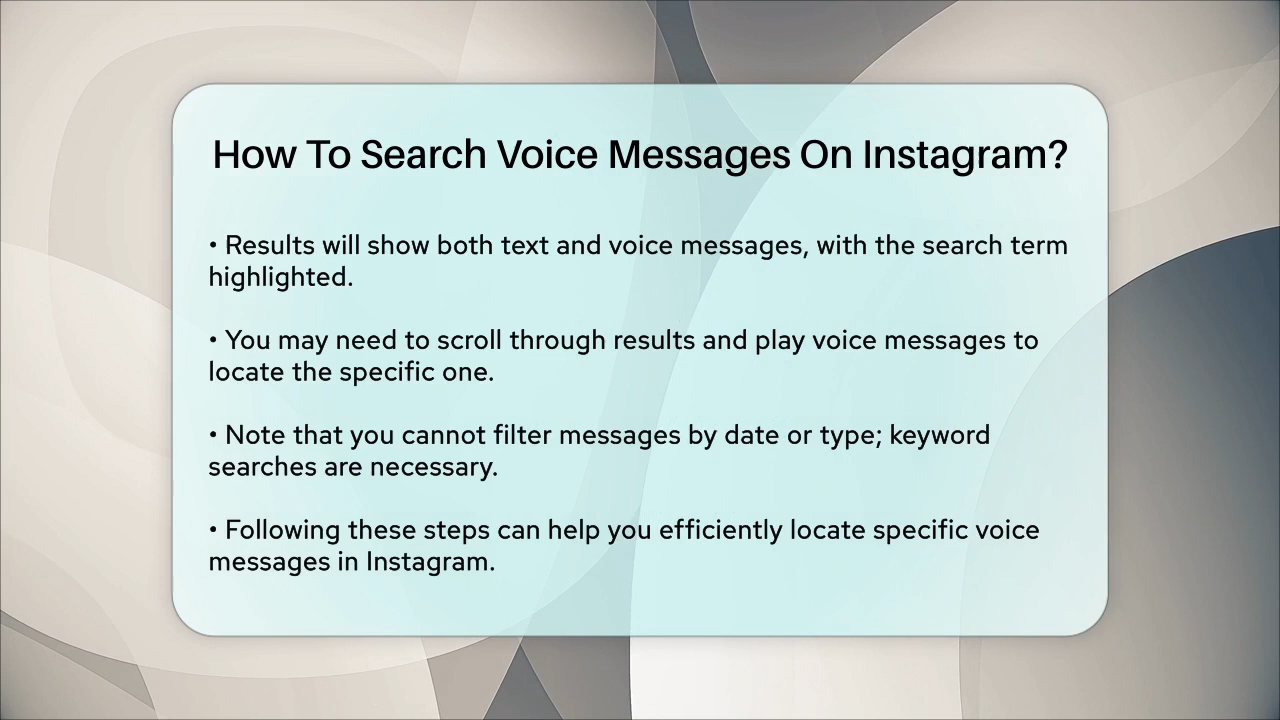 How To Search Voice Messages On Instagram?
• Results will show both text and voice messages, with the search term
highlighted.
• You may need to scroll through results and play voice messages to
locate the specific one.
• Note that you cannot filter messages by date or type; keyword
searches are necessary.
• Following these steps can help you efficiently locate specific voice
messages in Instagram.